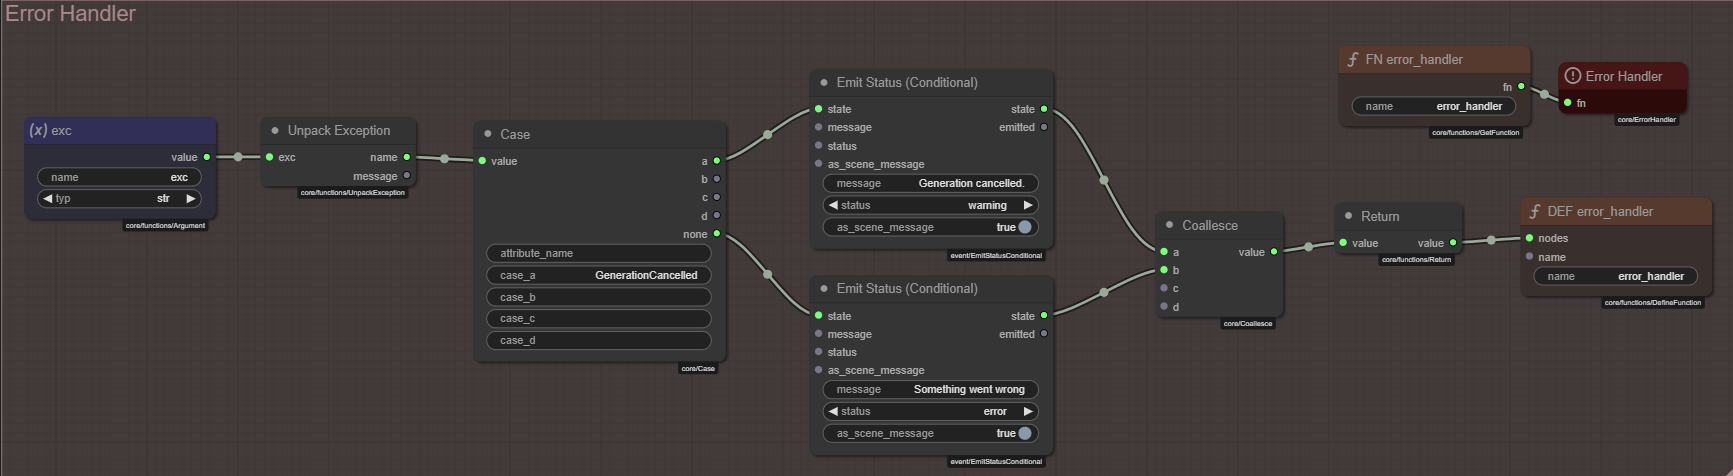 Error Handler
(x) exc
value
name exc
typ str
core/functions/Argument
Unpack Exception
exc name
message
core/functions/UnpackException
Case
value a
b
c
d
none
attribute_name
case_a GenerationCancelled
case_b
case_c
case_d
core/Case
Emit Status (Conditional)
state state
message emitted
status
as_scene_message
message Generation cancelled.
status warning
as_scene_message true
event/EmitStatusConditional
Emit Status (Conditional)
state state
message emitted
status
as_scene_message
message Something went wrong
status error
as_scene_message true
event/EmitStatusConditional
Coallesce
a value
b
c
d
core/Coallesce
Return
value value
core/functions/Return
FN error_handler
fn
name error_handler
core/functions/GetFunction
Error Handler
fn
core/ErrorHandler
DEF error_handler
nodes
name
name error_handler
core/functions/DefineFunction